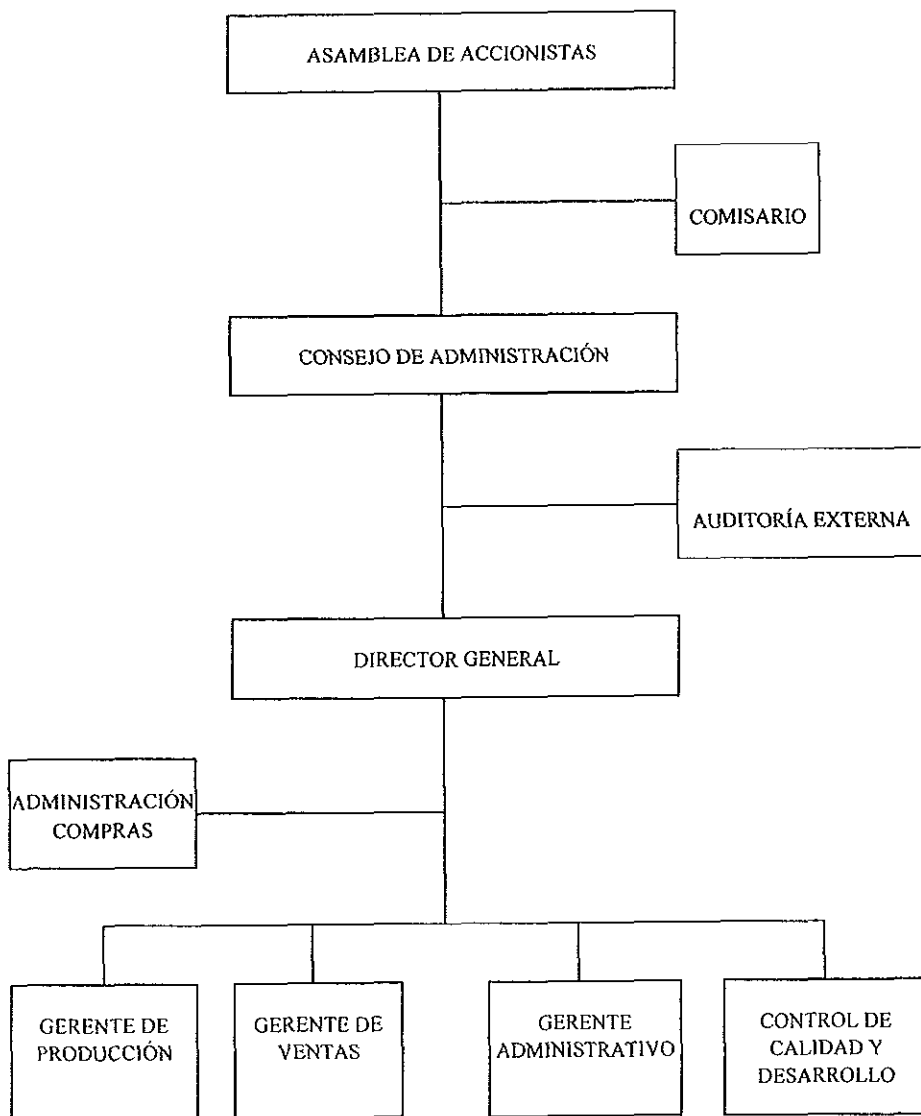 ASAMBLEA DE ACCIONISTAS
COMISARIO
CONSEJO DE ADMINISTRACIÓN
AUDITORÍA EXTERNA
DIRECTOR GENERAL
ADMINISTRACIÓN
COMPRAS
GERENTE DE
PRODUCCIÓN
GERENTE DE
VENTAS
GERENTE
ADMINISTRATIVO
CONTROL DE
CALIDAD Y
DESARROLLO